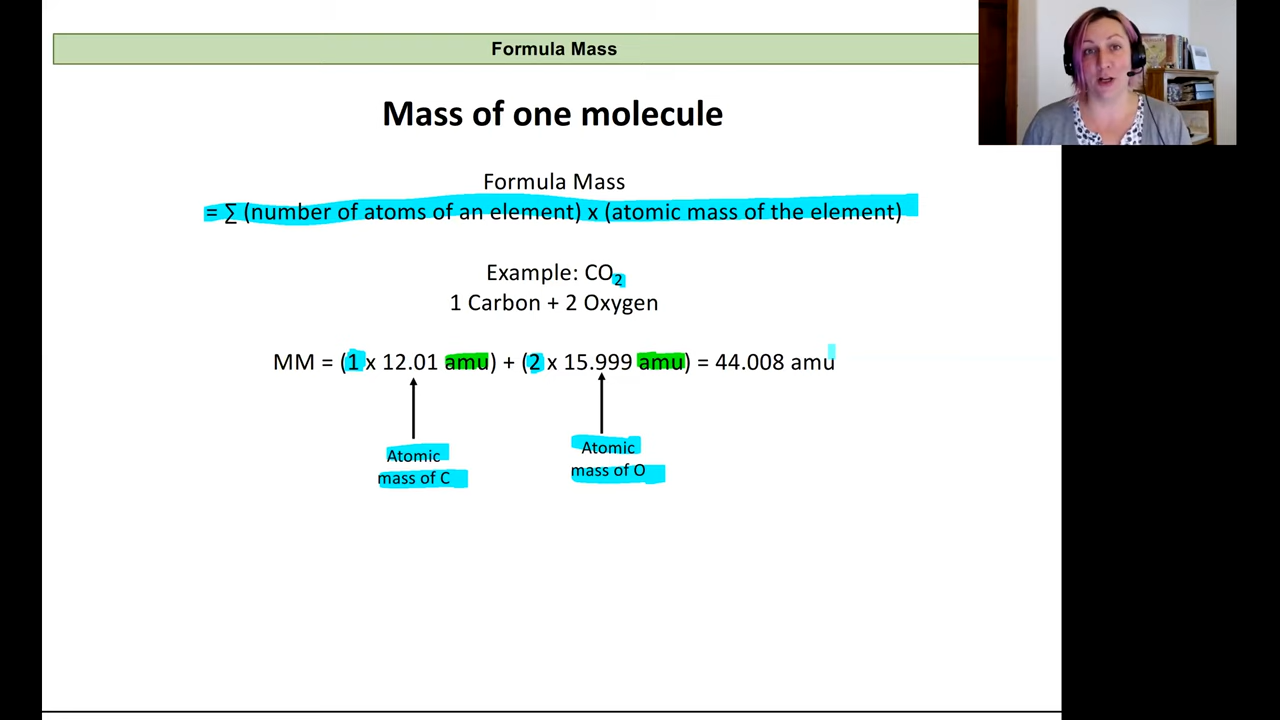 Formula Mass
Mass of one molecule
Formula Mass
= ∑ (number of atoms of an element) x (atomic mass of the element)
Example: CO₂
1 Carbon + 2 Oxygen
MM = (1 x 12.01 amu) + (2 x 15.999 amu) = 44.008 amu
Atomic
mass of C
Atomic
mass of O